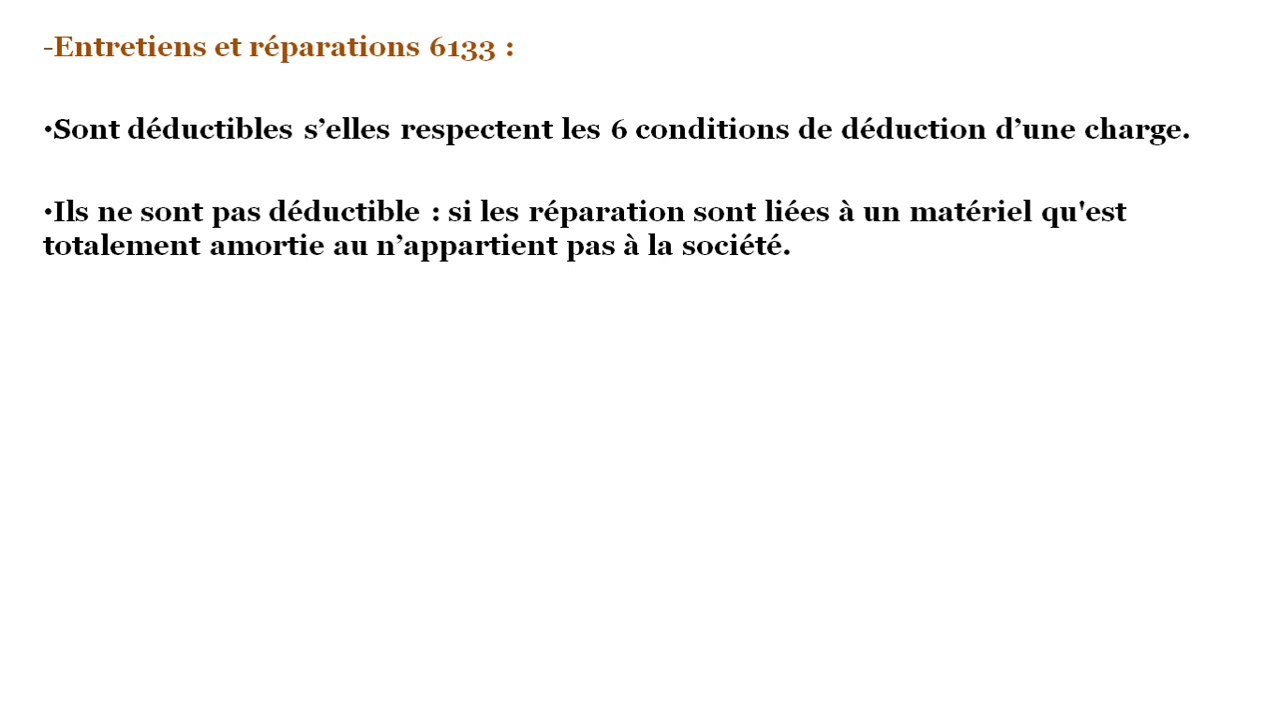 -Entretiens et réparations 6133 :
•Sont déductibles s’elles respectent les 6 conditions de déduction d’une charge.
•Ils ne sont pas déductible : si les réparation sont liées à un matériel qu'est
totalement amortie au n’appartient pas à la société.